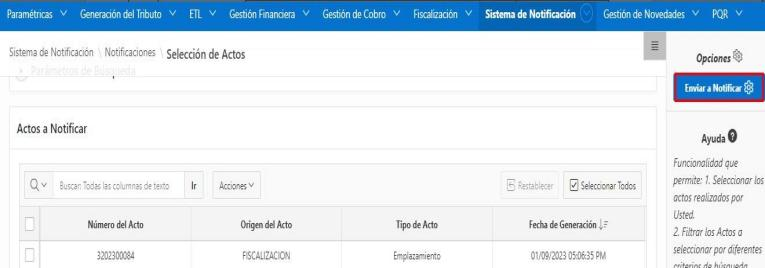 Paramétricas Generación del Tributo ETL Gestión Financiera Gestión de Cobro Fiscalización Sistema de Notificación Gestión de Novedades PQR
Sistema de Notificación \ Notificaciones \ Selección de Actos
Parámetros de Búsqueda
Opciones
Enviar a Notificar
Actos a Notificar
Ayuda
Funcionalidad que
permite: 1. Seleccionar los
actos realizados por
Usted.
2. Filtrar los Actos a
seleccionar por diferentes
criterios de búsqueda
Buscar: Todas las columnas de texto Ir Acciones Restablecer Seleccionar Todos
Número del Acto Origen del Acto Tipo de Acto Fecha de Generación
3202300084 FISCALIZACION Emplazamiento 01/09/2023 05:06:35 PM